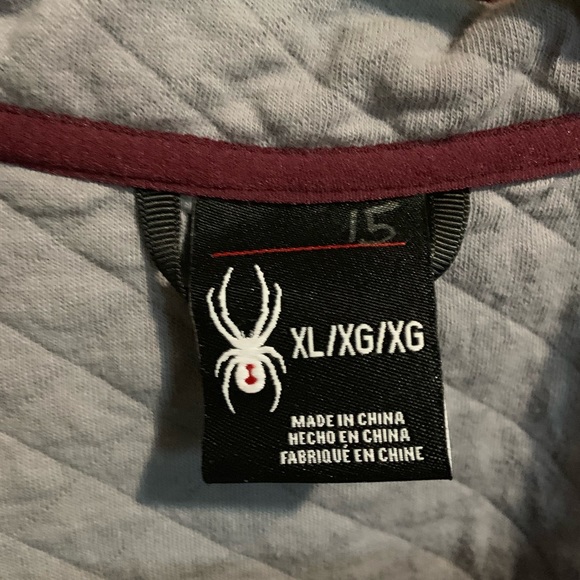 15
XL/XG/XG
MADE IN CHINA
HECHO EN CHINA
FABRIQUÉ EN CHINE